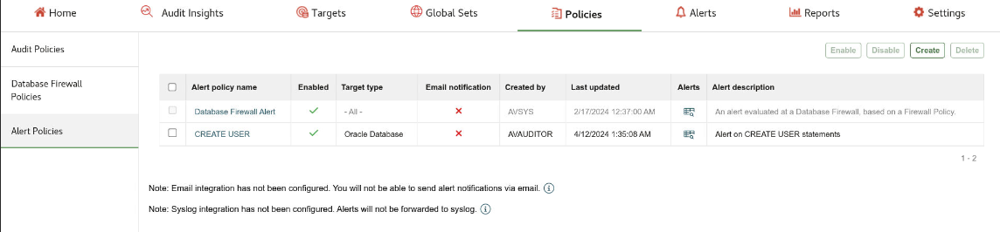 Home Audit Insights Targets Global Sets Policies Alerts Reports Settings
Audit Policies
Database Firewall
Policies
Alert Policies
Enable Disable Create Delete
Alert policy name Enabled Target type Email notification Created by Last updated Alerts Alert description
Database Firewall Alert - All - AVSYS 2/17/2024 12:37:00 AM An alert evaluated at a Database Firewall, based on a Firewall Policy.
CREATE USER Oracle Database AVAUDITOR 4/12/2024 1:35:08 AM Alert on CREATE USER statements
1 - 2
Note: Email integration has not been configured. You will not be able to send alert notifications via email.
Note: Syslog integration has not been configured. Alerts will not be forwarded to syslog.